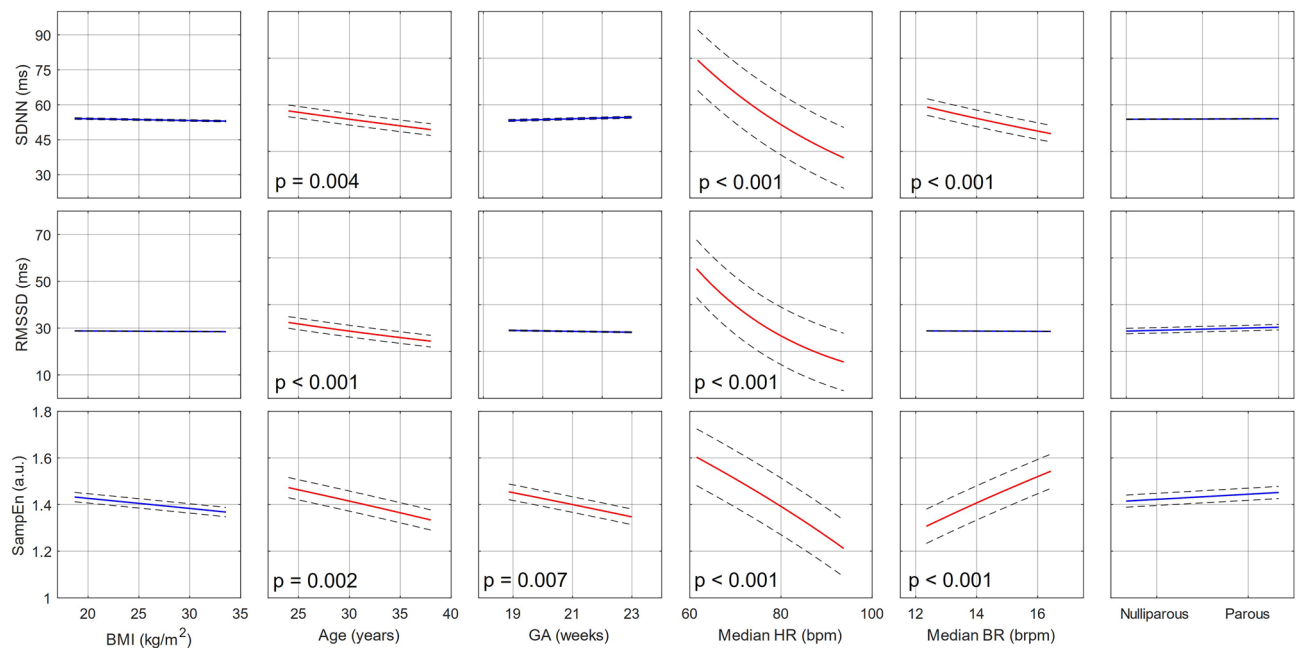 SDNN (ms)
90
75
60
45
30
p = 0.004
p < 0.001
p < 0.001
RMSSD (ms)
70
50
30
10
p < 0.001
p < 0.001
SampEn (a.u.)
1.8
1.6
1.4
1.2
1
p = 0.002
p = 0.007
p < 0.001
p < 0.001
20 25 30 35
25 30 35 40
19 21 23
60 80 100
12 14 16
Nulliparous Parous
BMI (kg/m²)
Age (years)
GA (weeks)
Median HR (bpm)
Median BR (brpm)